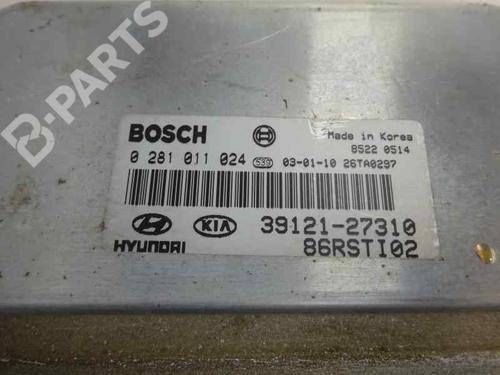 B-PARTS
BOSCH
Made in Korea
8522 0514
0 281 011 024 03-01-10 26TA0297
HYUNDAI KIA 39121-27310
86RSTI02